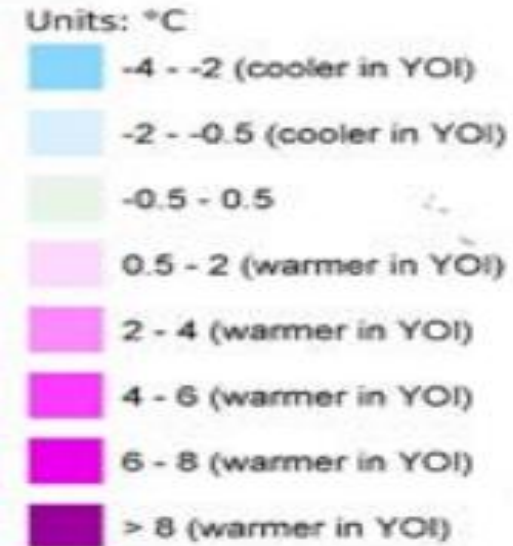 Units: °C
-4 - -2 (cooler in YOI)
-2 - -0.5 (cooler in YOI)
-0.5 - 0.5
0.5 - 2 (warmer in YOI)
2 - 4 (warmer in YOI)
4 - 6 (warmer in YOI)
6 - 8 (warmer in YOI)
> 8 (warmer in YOI)